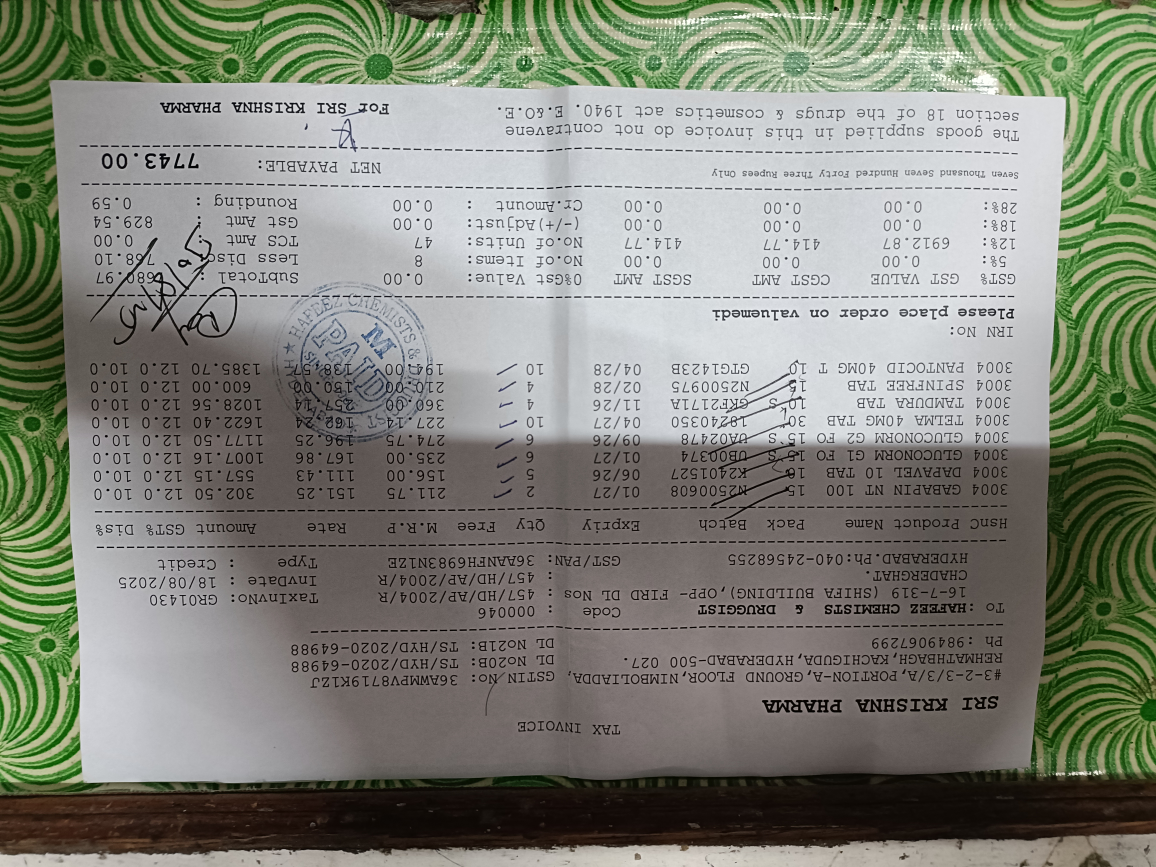 TAX INVOICE
SRI KRISHNA PHARMA
#3-2-3/3/A, PORTION-A, GROUND FLOOR, NIMBOLIADDA, GSTIN No: 36AWMPV8719K1ZJ
REHMATHBAGH, KACHIGUDA, HYDERABAD-500 027. DL No20B: TS/HYD/2020-64988
Ph :9849067299 DL No21B: TS/HYD/2020-64988
To :HAFEEZ CHEMISTS & DRUGGIST Code : 000046 TaxInvNo: GR01430
16-7-319 (SHIFA BUILDING), OPP- FIRD DL Nos : 457/HD/AP/2004/R InvDate : 18/08/2025
CHADERGHAT. : 457/HD/AP/2004/R Type : Credit
HYDERABAD.Ph:040-24568255 GST/PAN: 36AANFH6983N1ZE
HsnC Product Name Pack Batch Expriy Qty Free M.R.P Rate Amount GST% Dis%
3004 GABAPIN NT 100 15 N2500608 01/27 2 211.75 151.25 302.50 12.0 10.0
3004 DAPAVEL 10 TAB 10 K2401527 06/26 5 156.00 111.43 557.15 12.0 10.0
3004 GLUCONORM G1 FO 15'S UB00374 01/27 6 235.00 167.86 1007.16 12.0 10.0
3004 GLUCONORM G2 FO 15'S UA02478 09/26 6 274.75 196.25 1177.50 12.0 10.0
3004 TELMA 40MG TAB 30 18240350 04/27 10 227.14 162.24 1622.40 12.0 10.0
3004 TAMDURA TAB 10'S GKF2171A 11/26 4 360.00 257.14 1028.56 12.0 10.0
3004 SPINFREE TAB 15 N2500975 02/28 4 210.00 150.00 600.00 12.0 10.0
3004 PANTOCID 40MG T 10 GTG1423B 04/28 10 194.00 138.57 1385.70 12.0 10.0
IRN No:
Please place order on valuemedi
HAFEEZ CHEMISTS &
PAID
GST% GST VALUE CGST AMT SGST AMT 0%Gst Value: 0.00 SubTotal : 7680.97
5% 0.00 0.00 0.00 No.of Items : 8 Less Disc: 768.10
12% 6912.87 414.77 414.77 No.of Units: 47 TCS Amt : 0.00
18% 0.00 0.00 0.00 (-/+)Adjust: 0.00 Gst Amt : 829.54
28% 0.00 0.00 0.00 Cr.Amount : 0.00 Rounding : 0.59
Seven Thousand Seven Hundred Forty Three Rupees Only NET PAYABLE: 7743.00
The goods supplied in this invoice do not contravene
section 18 of the drugs & cosmetics act 1940. E.&O.E. For SRI KRISHNA PHARMA